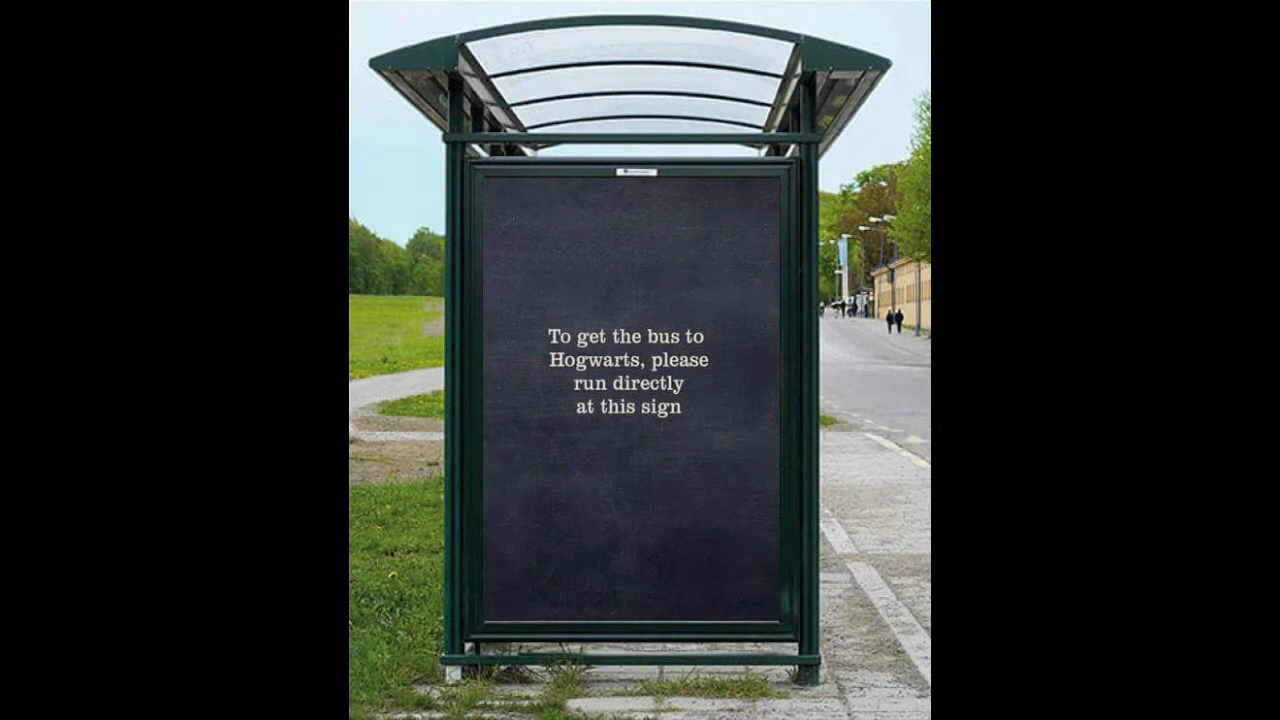 To get the bus to
Hogwarts, please
run directly
at this sign